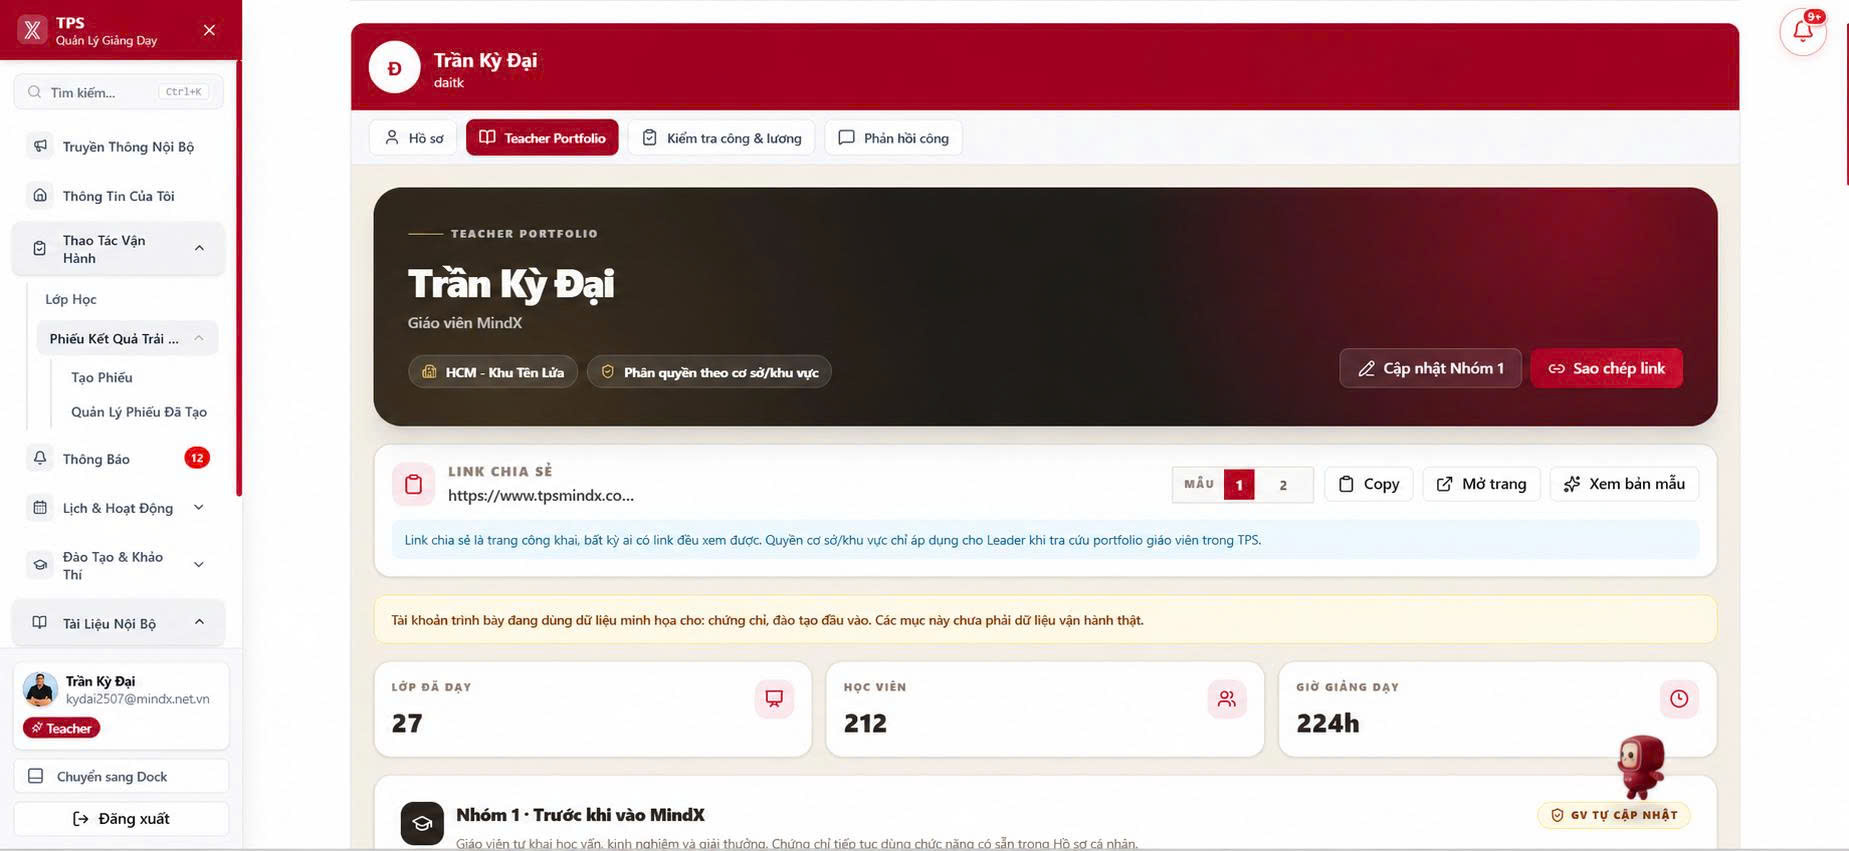 TPS
Quản Lý Giảng Dạy
Tìm kiếm...
Ctrl+K
Truyền Thông Nội Bộ
Thông Tin Của Tôi
Thao Tác Vận
Hành
Lớp Học
Phiếu Kết Quả Trải ...
Tạo Phiếu
Quản Lý Phiếu Đã Tạo
Thông Báo
12
Lịch & Hoạt Động
Đào Tạo & Khảo
Thí
Tài Liệu Nội Bộ
Trần Kỳ Đại
kydai2507@mindx.net.vn
Teacher
Chuyển sang Dock
Đăng xuất
9+
Đ
Trần Kỳ Đại
daitk
Hồ sơ
Teacher Portfolio
Kiểm tra công & lương
Phản hồi công
TEACHER PORTFOLIO
Trần Kỳ Đại
Giáo viên MindX
HCM - Khu Tên Lửa
Phân quyền theo cơ sở/khu vực
Cập nhật Nhóm 1
Sao chép link
LINK CHIA SẺ
https://www.tpsmindx.co...
MẪU
1
2
Copy
Mở trang
Xem bản mẫu
Link chia sẻ là trang công khai, bất kỳ ai có link đều xem được. Quyền cơ sở/khu vực chỉ áp dụng cho Leader khi tra cứu portfolio giáo viên trong TPS.
Tài khoản trình bày đang dùng dữ liệu minh họa cho: chứng chỉ, đào tạo đầu vào. Các mục này chưa phải dữ liệu vận hành thật.
LỚP ĐÃ DẠY
27
HỌC VIÊN
212
GIỜ GIẢNG DẠY
224h
Nhóm 1 · Trước khi vào MindX
Giáo viên tự khai học vấn, kinh nghiệm và giải thưởng. Chứng chỉ tiếp tục dùng chức năng có sẵn trong Hồ sơ cá nhân.
GV TỰ CẬP NHẬT